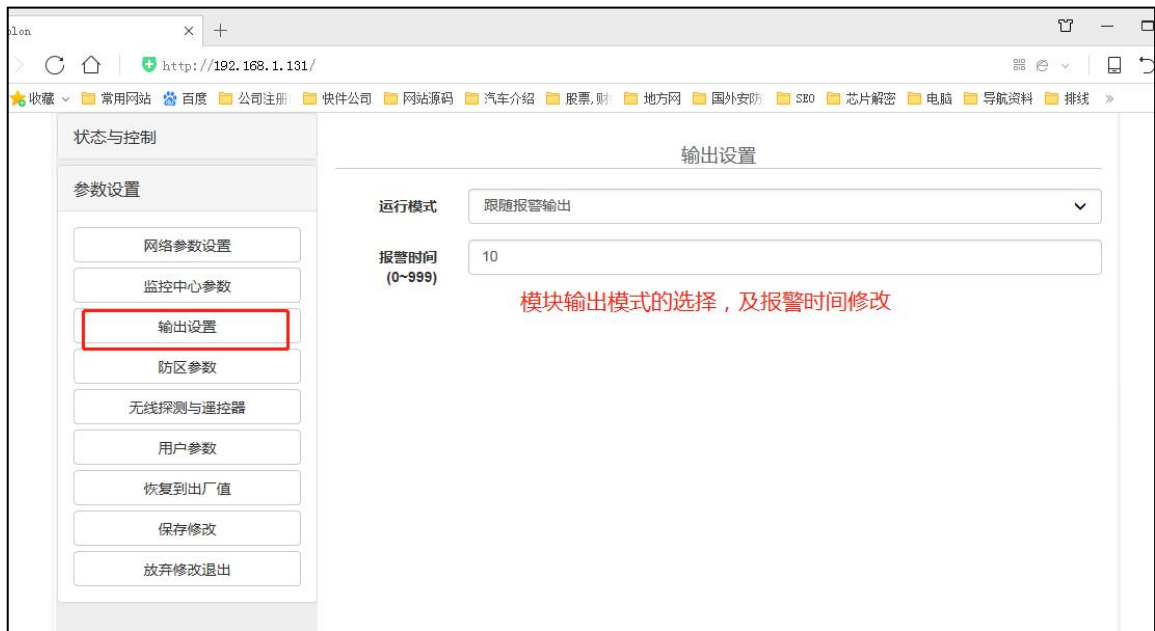 olon
http://192.168.1.131/
收藏 常用网站 百度 公司注册 快件公司 网站源码 汽车介绍 股票,财 地方网 国外安防 SEO 芯片解密 电脑 导航资料 排线 »
状态与控制
参数设置
网络参数设置
监控中心参数
输出设置
防区参数
无线探测与遥控器
用户参数
恢复到出厂值
保存修改
放弃修改退出
输出设置
运行模式 跟随报警输出
报警时间 10
(0~999)
模块输出模式的选择，及报警时间修改